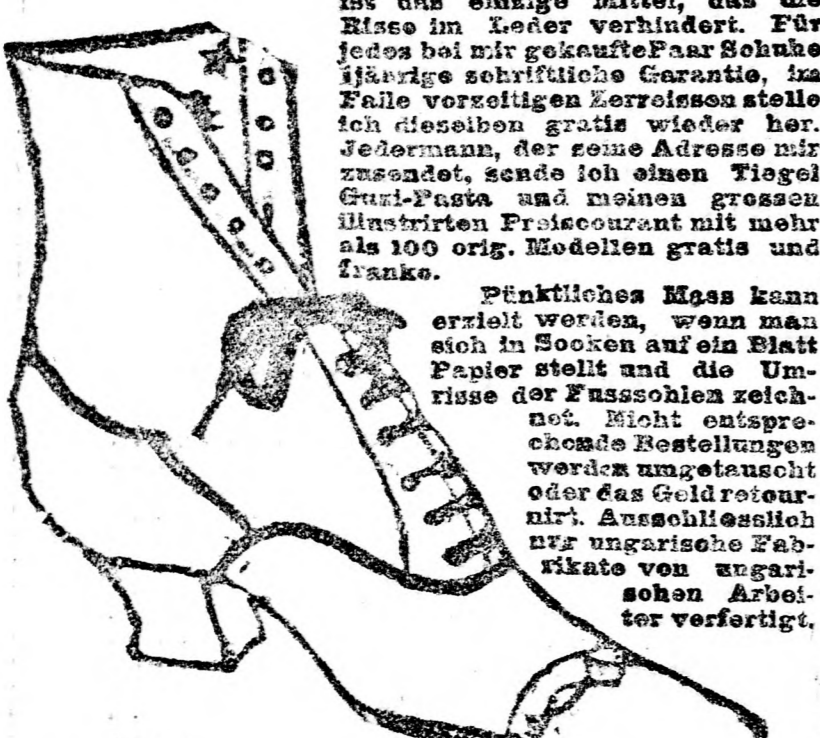 ist das einzige Mittel, das die
Risse im Leder verhindert. Für
jedes bei mir gekaufte Paar Schuhe
jährige schriftliche Garantie, im
Falle vorzeitigen Zerreissen stelle
ich dieselben gratis wieder her.
Jedermann, der seine Adresse mir
zusendet, sende ich einen Tiegel
Guzi-Pasta und meinen grossen
illustrirten Preiscourant mit mehr
als 100 orig. Modellen gratis und
franko.
Pünktliches Mass kann
erzielt werden, wenn man
sich in Socken auf ein Blatt
Papier stellt und die Um-
risse der Fusssohlen zeich-
net. Nicht entspre-
chende Bestellungen
werden umgetauscht
oder das Geld retour-
nirt. Ausschliesslich
nur ungarische Fab-
rikate von ungari-
schen Arbei-
ter verfertigt,